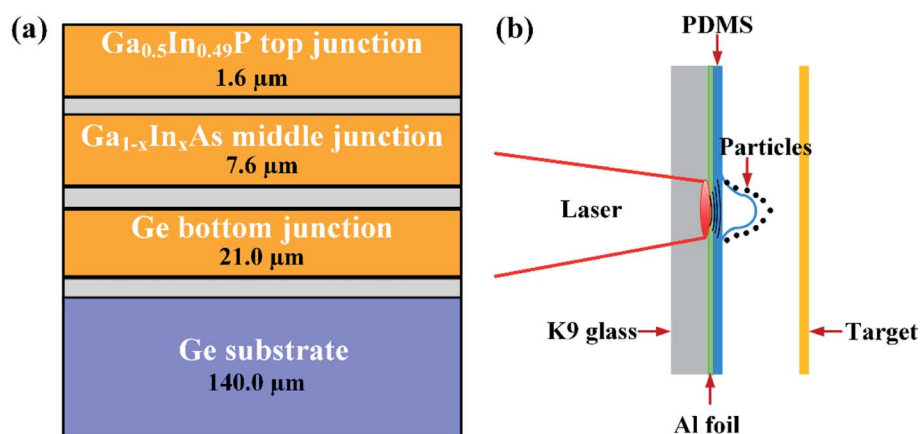 (a)
Ga0.5In0.49P top junction
1.6 μm
Ga1-xInxAs middle junction
7.6 μm
Ge bottom junction
21.0 μm
Ge substrate
140.0 μm
(b)
PDMS
Particles
Laser
K9 glass
Target
Al foil